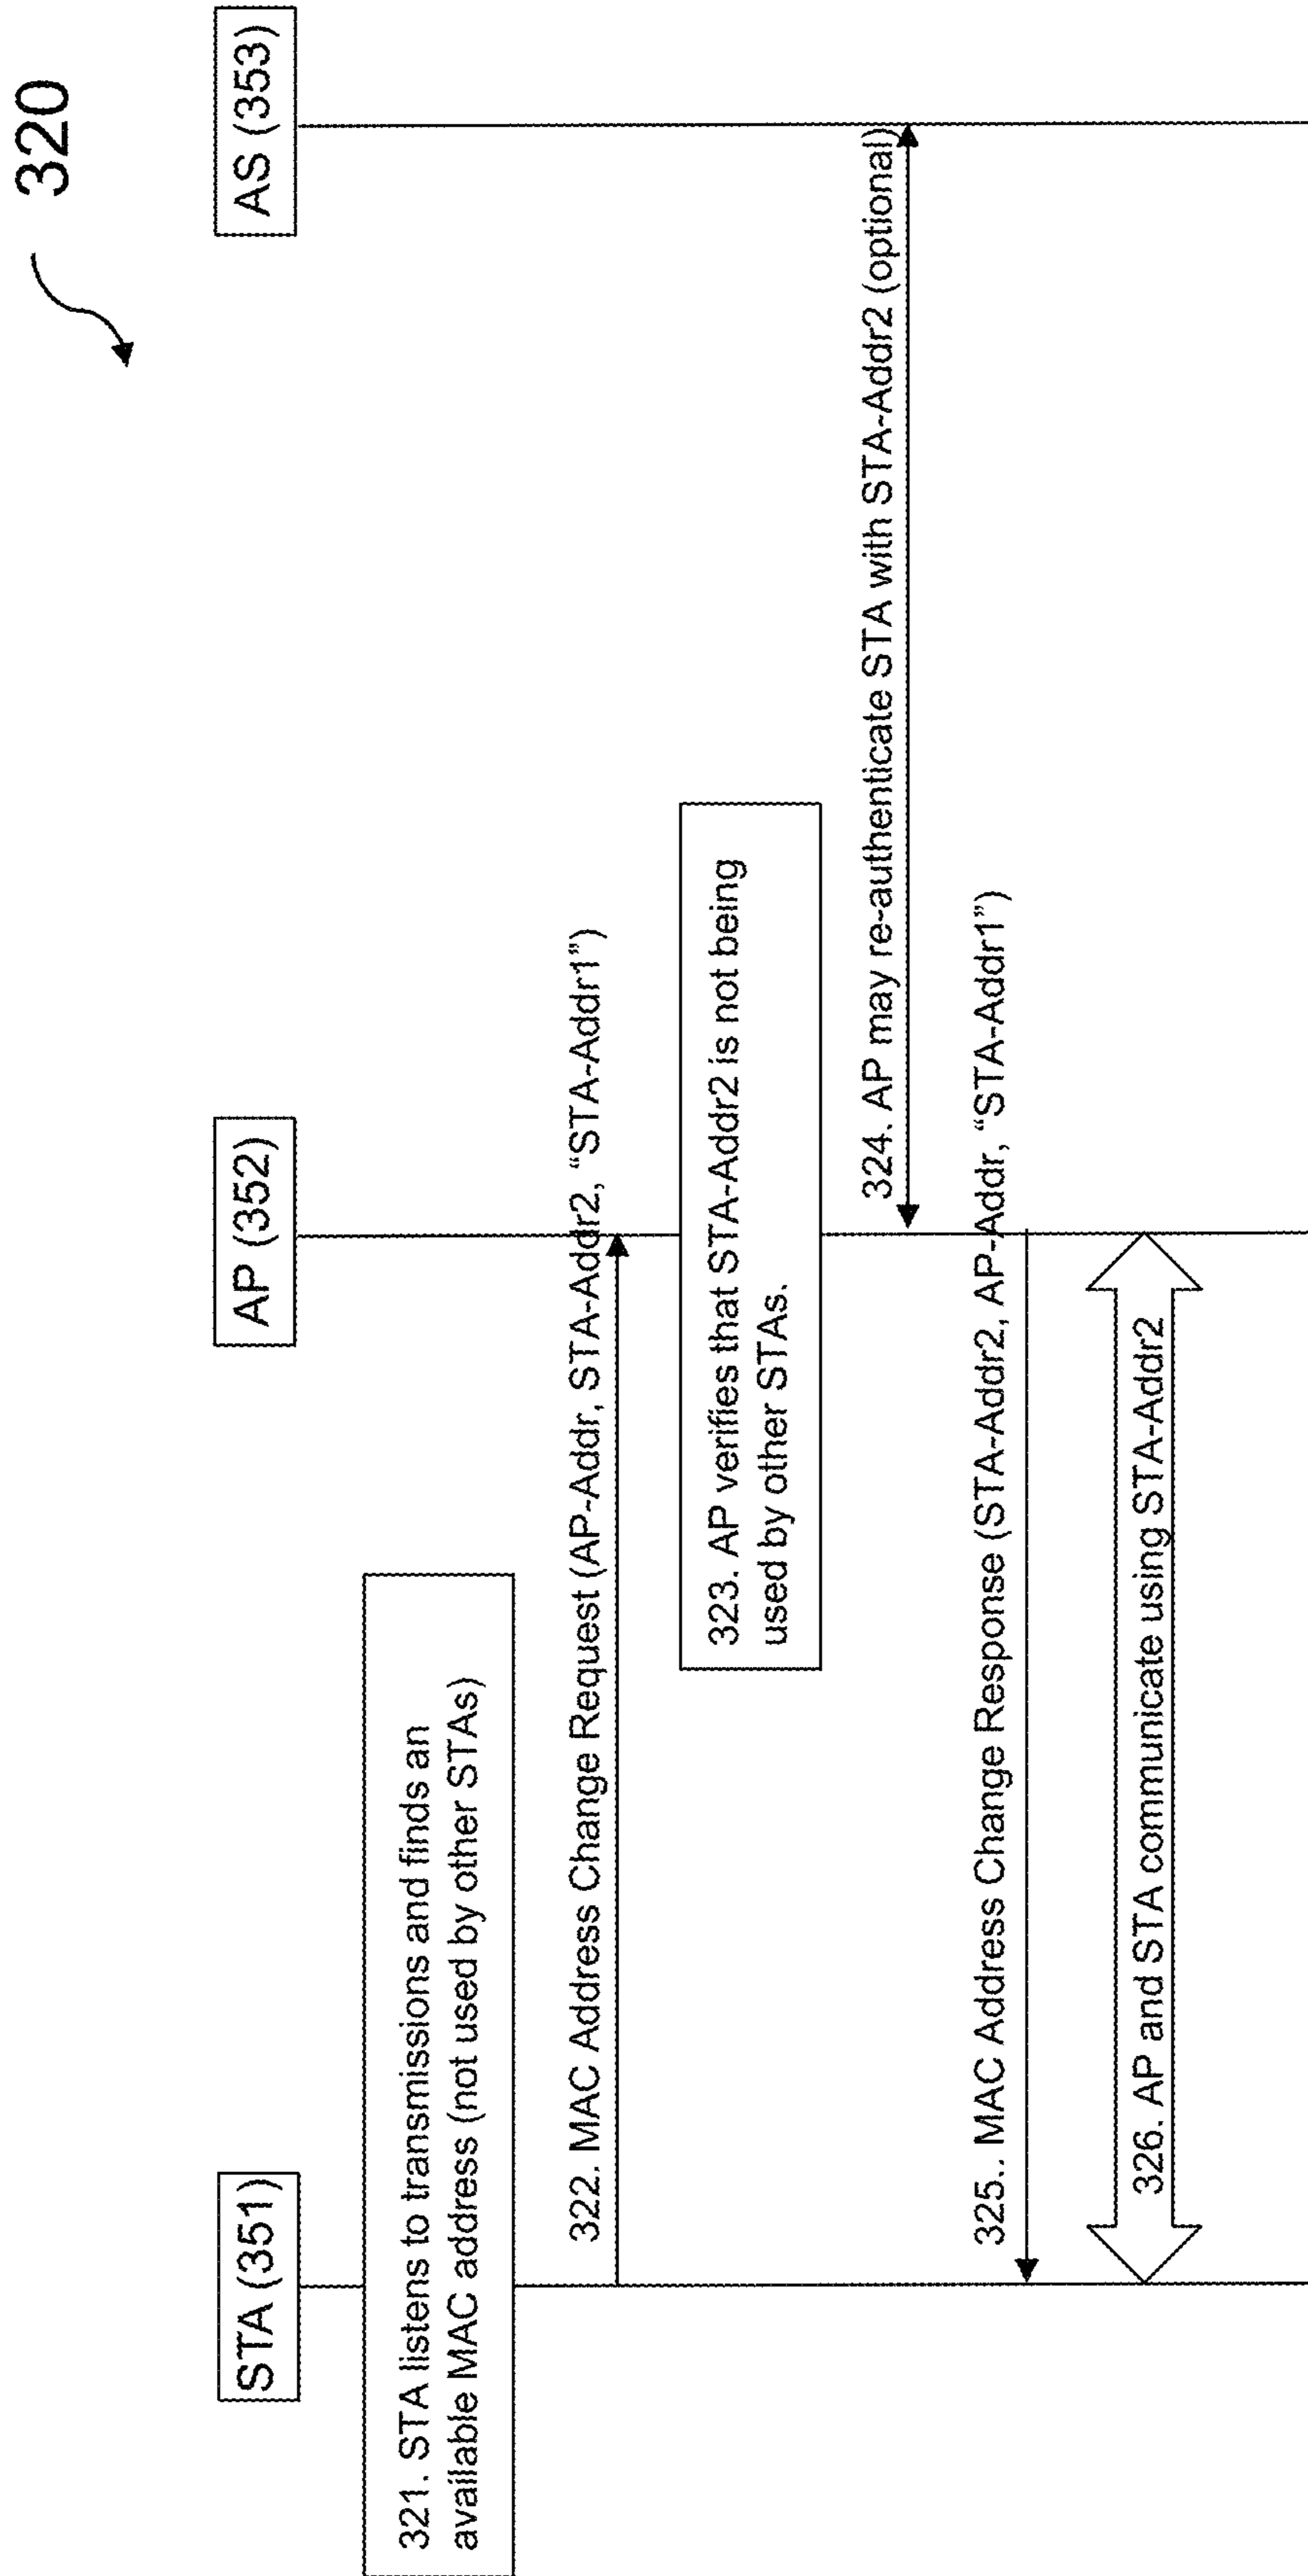 320
STA (351)
AP (352)
AS (353)
321. STA listens to transmissions and finds an
available MAC address (not used by other STAs)
322. MAC Address Change Request (AP-Addr, STA-Addr2, “STA-Addr1”)
323. AP verifies that STA-Addr2 is not being
used by other STAs.
324. AP may re-authenticate STA with STA-Addr2 (optional)
325.. MAC Address Change Response (STA-Addr2, AP-Addr, “STA-Addr1”)
326. AP and STA communicate using STA-Addr2